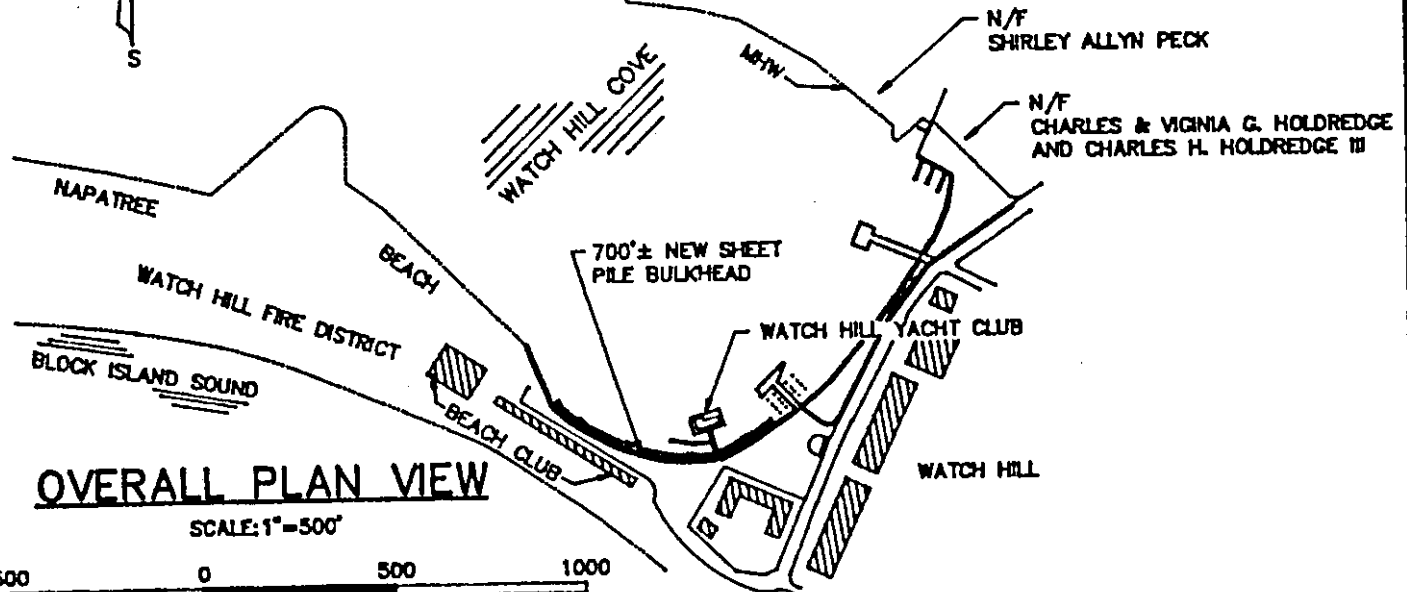 S
N/F
SHIRLEY ALLYN PECK
MHW
N/F
CHARLES & VIGINIA G. HOLDREDGE
AND CHARLES H. HOLDREDGE III
WATCH HILL COVE
NAPATREE
BEACH
700'± NEW SHEET
PILE BULKHEAD
WATCH HILL FIRE DISTRICT
WATCH HILL YACHT CLUB
BLOCK ISLAND SOUND
BEACH CLUB
WATCH HILL
OVERALL PLAN VIEW
SCALE: 1"=500'
0 500 1000